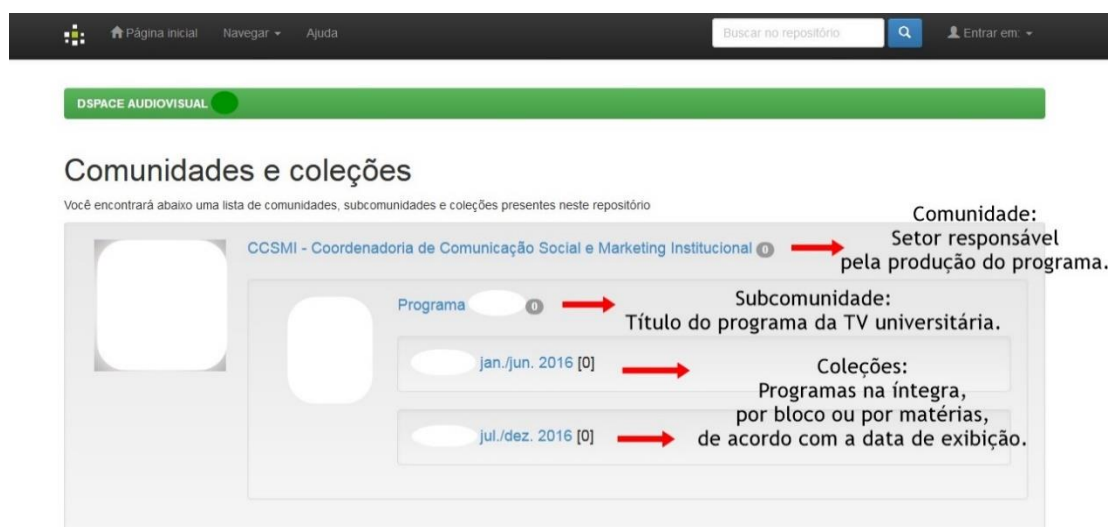 Página inicial Navegar Ajuda Buscar no repositório Entrar em:
DSPACE AUDIOVISUAL
Comunidades e coleções
Você encontrará abaixo uma lista de comunidades, subcomunidades e coleções presentes neste repositório
CCSMI - Coordenadoria de Comunicação Social e Marketing Institucional 0
Comunidade:
Setor responsável
pela produção do programa.
Programa 0
Subcomunidade:
Título do programa da TV universitária.
jan./jun. 2016 [0]
jul./dez. 2016 [0]
Coleções:
Programas na íntegra,
por bloco ou por matérias,
de acordo com a data de exibição.